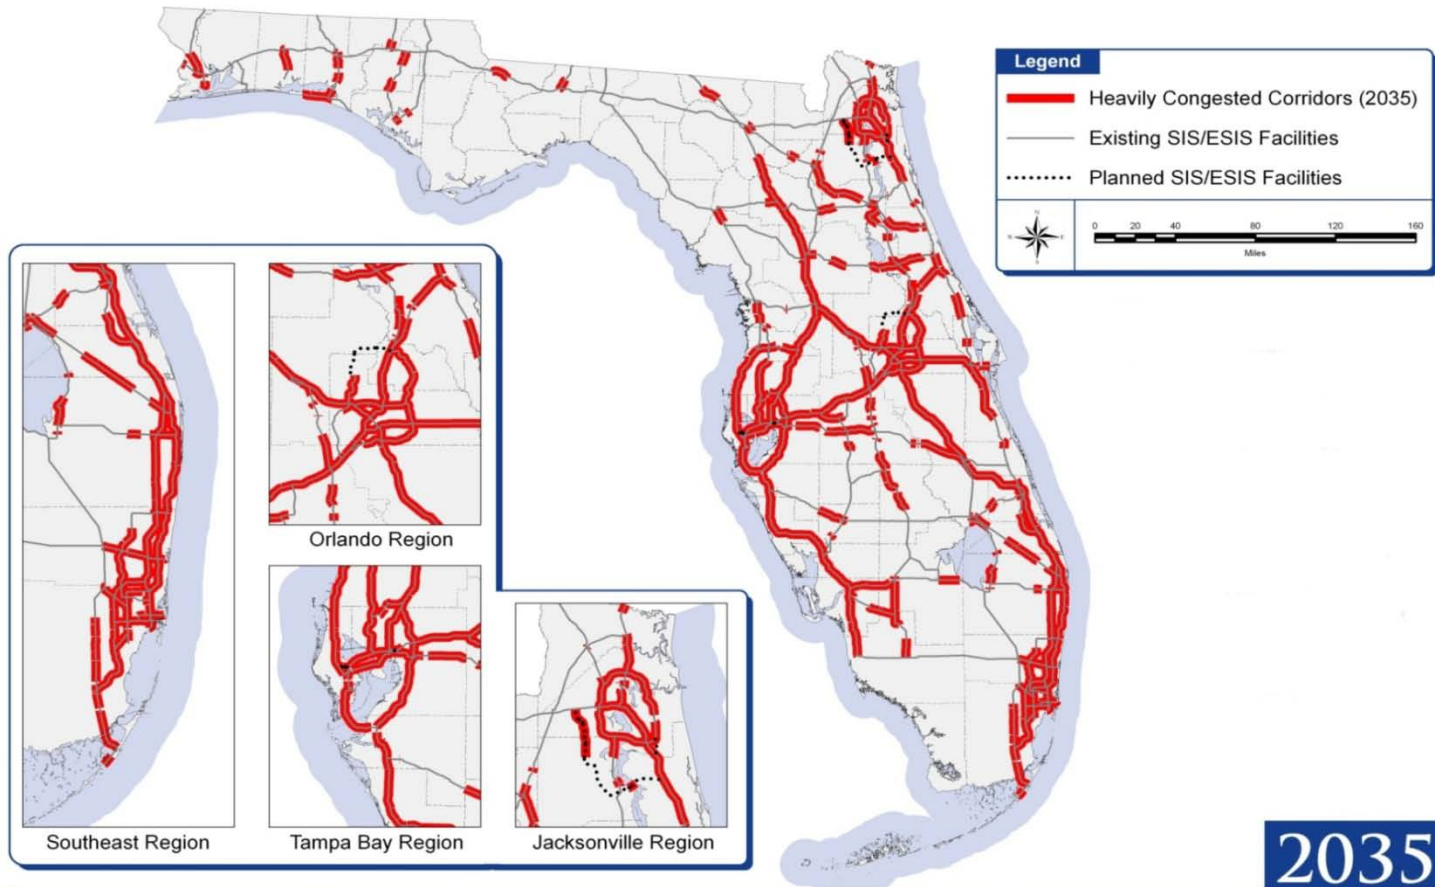 Legend
Heavily Congested Corridors (2035)
Existing SIS/ESIS Facilities
Planned SIS/ESIS Facilities
N
E
S
0 20 40 80 120 160
Miles
Orlando Region
Southeast Region
Tampa Bay Region
Jacksonville Region
2035